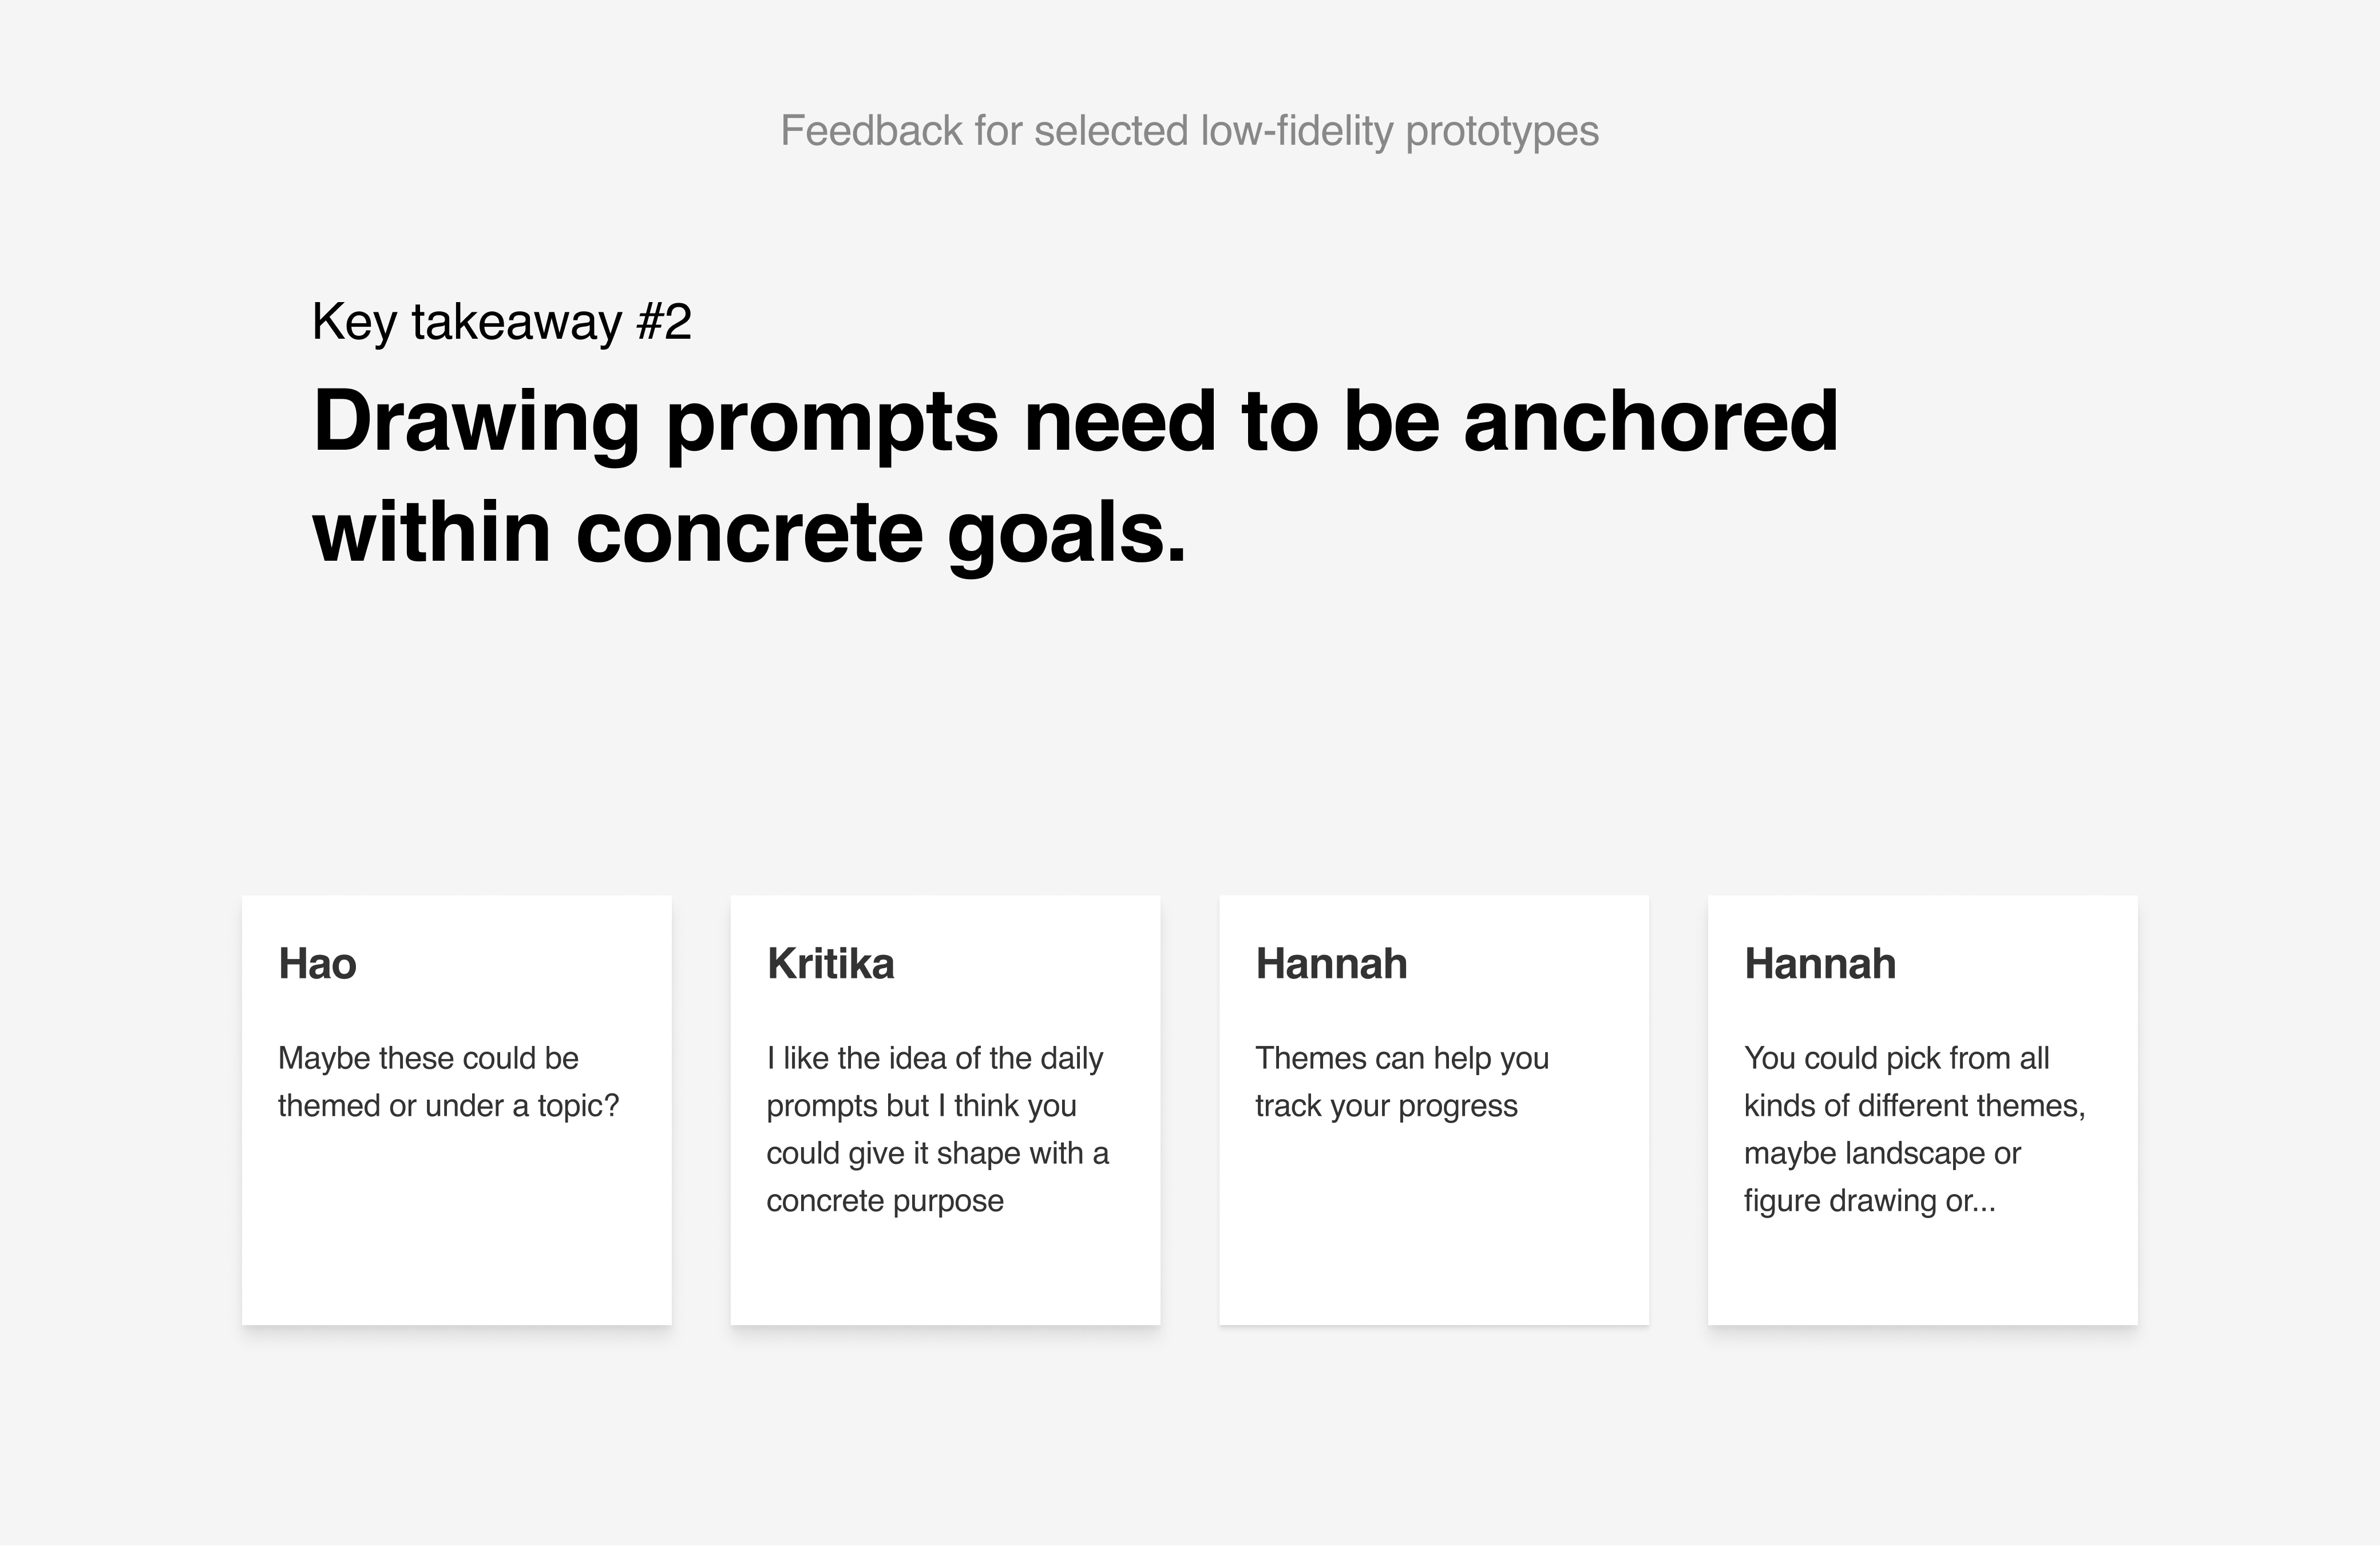 Feedback for selected low-fidelity prototypes
Key takeaway #2
Drawing prompts need to be anchored
within concrete goals.
Hao
Maybe these could be
themed or under a topic?
Kritika
I like the idea of the daily
prompts but I think you
could give it shape with a
concrete purpose
Hannah
Themes can help you
track your progress
Hannah
You could pick from all
kinds of different themes,
maybe landscape or
figure drawing or...